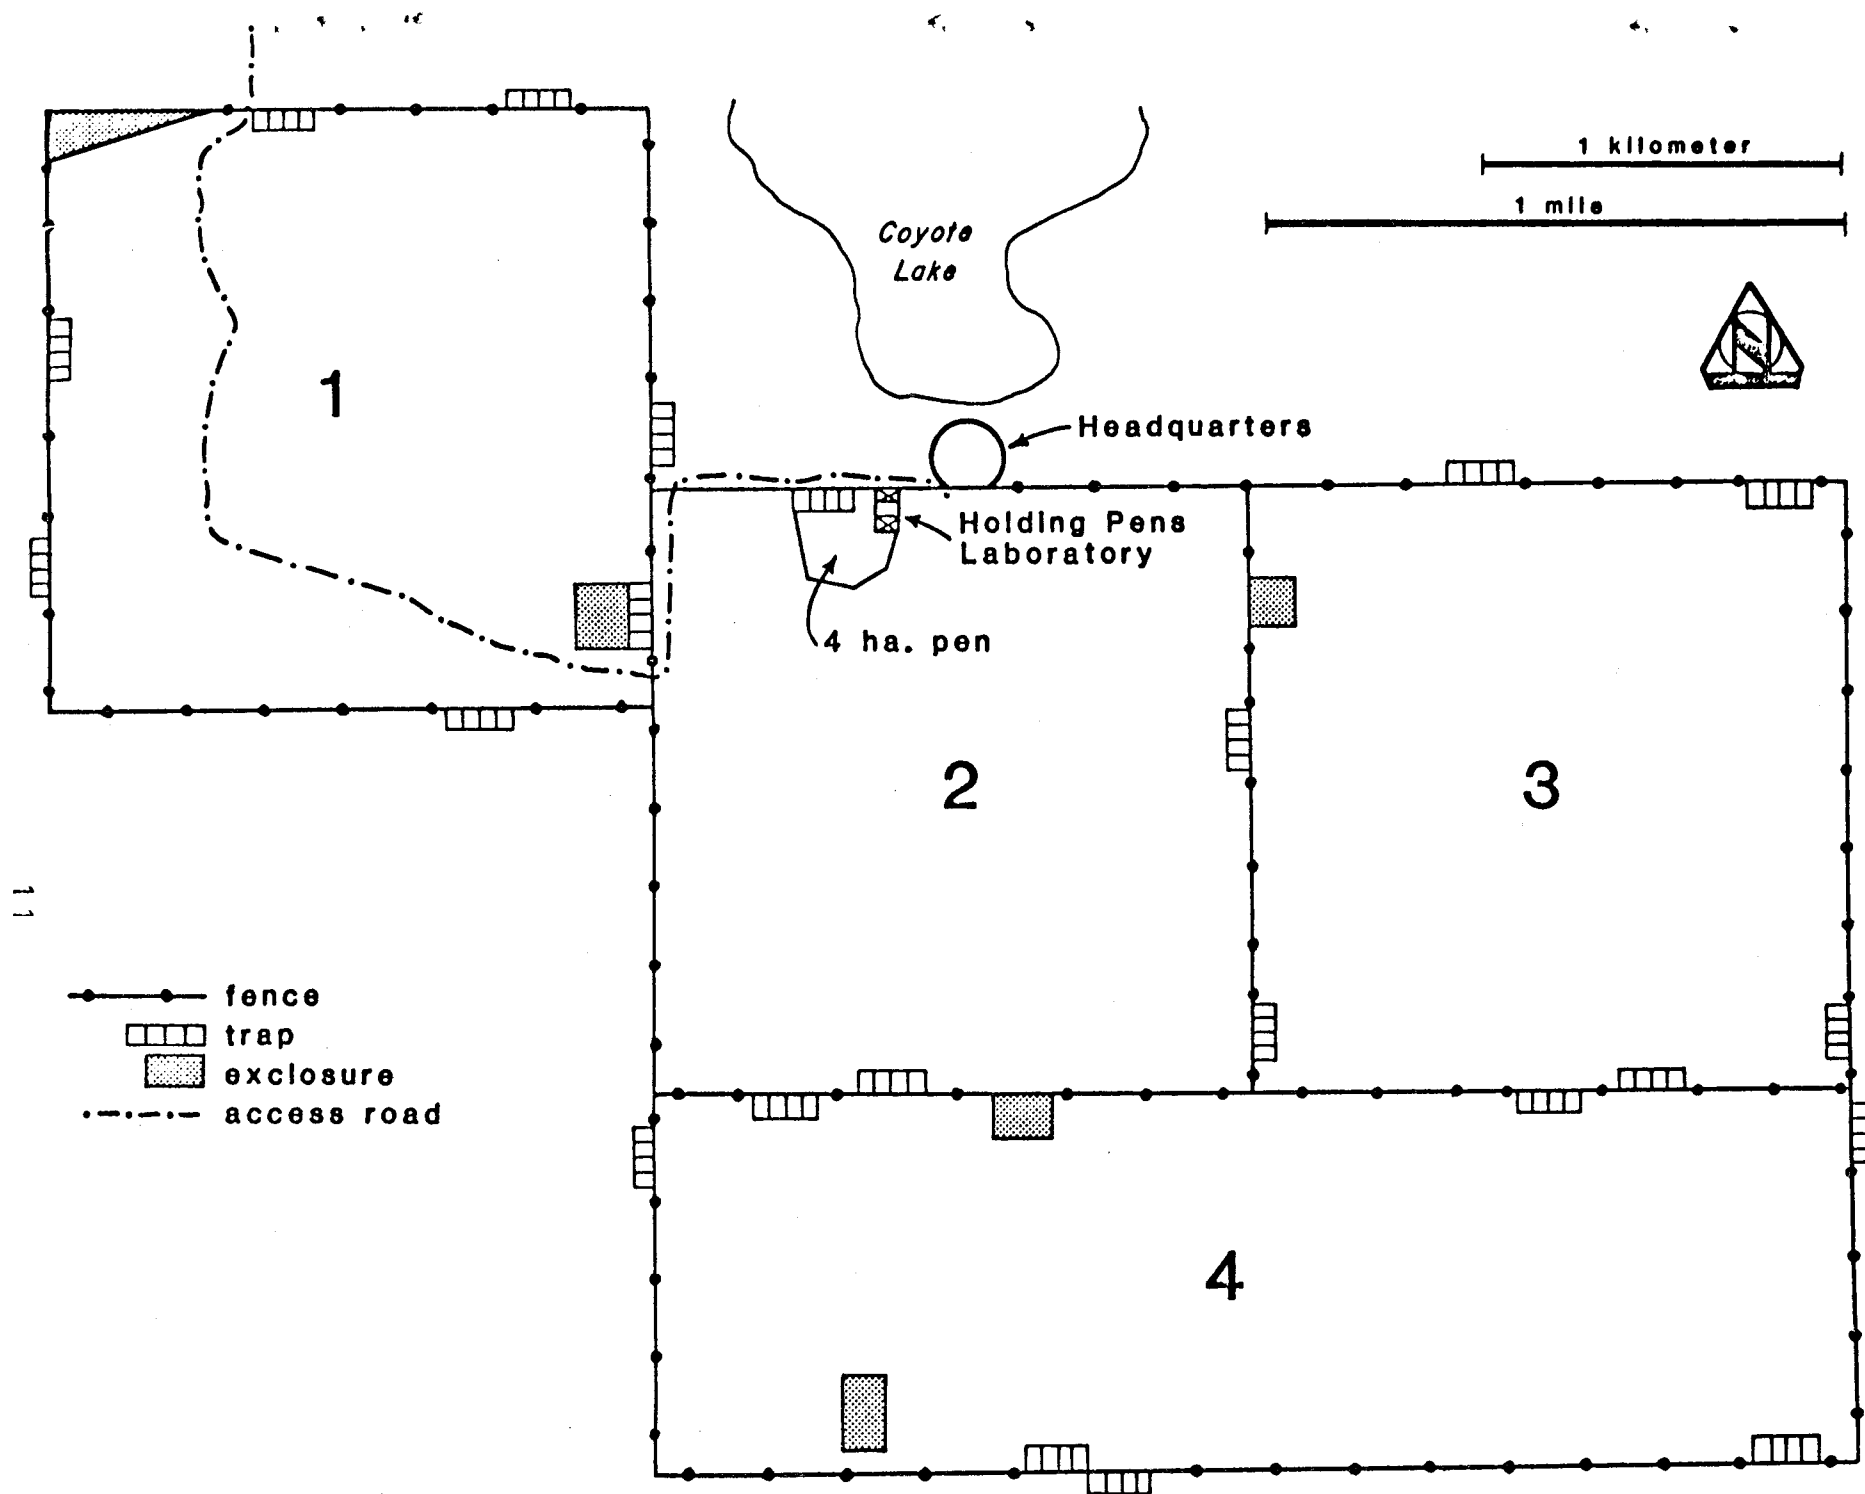 1 kilometer
1 mile
Coyote
Lake
N
1
Headquarters
Holding Pens
Laboratory
4 ha. pen
2
3
11
fence
trap
exclosure
access road
4